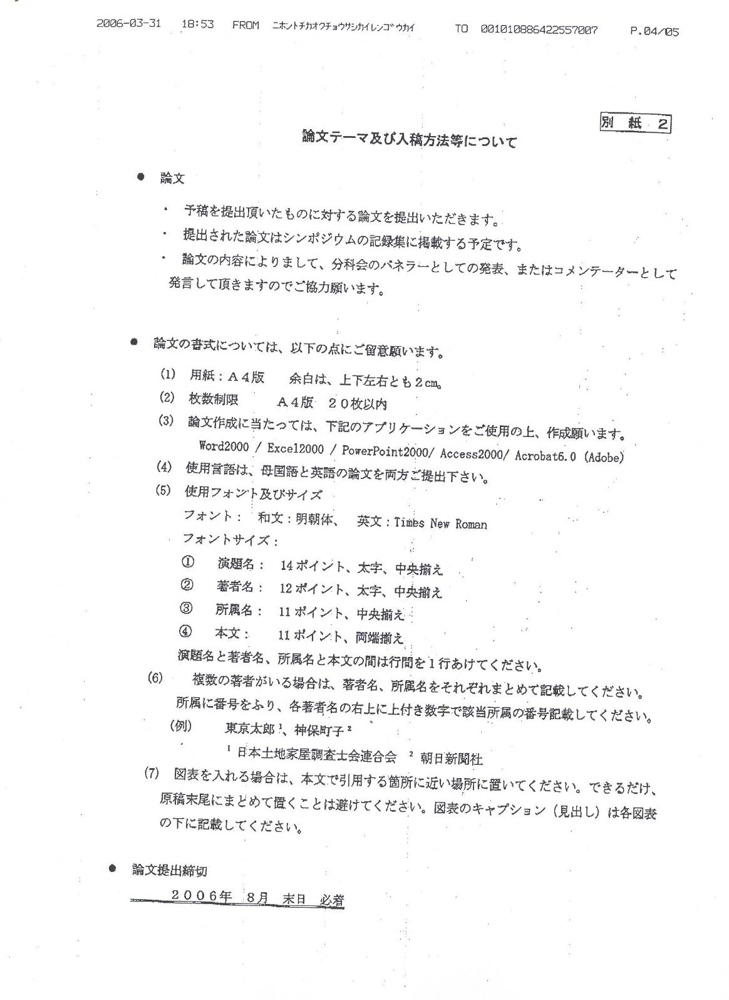 2006-03-31 18:53 FROM ニホントチカオクチョウサシカイレンゴウカイ TO 001010886422557007 P.04/05
別 紙 2
論文テーマ及び入稿方法等について
● 論文
・ 予稿を提出頂いたものに対する論文を提出いただきます。
・ 提出された論文はシンポジウムの記録集に掲載する予定です。
・ 論文の内容によりまして、分科会のパネラーとしての発表、またはコメンテーターとして
発言して頂きますのでご協力願います。
● 論文の書式については、以下の点にご留意願います。
(1) 用紙：Ａ４版 余白は、上下左右とも２㎝。
(2) 枚数制限 Ａ４版 ２０枚以内
(3) 論文作成に当たっては、下記のアプリケーションをご使用の上、作成願います。
Word2000 / Excel2000 / PowerPoint2000/ Access2000/ Acrobat6.0 (Adobe)
(4) 使用言語は、母国語と英語の論文を両方ご提出下さい。
(5) 使用フォント及びサイズ
フォント： 和文：明朝体、 英文：Times New Roman
フォントサイズ：
① 演題名： 14 ポイント、太字、中央揃え
② 著者名： 12 ポイント、太字、中央揃え
③ 所属名： 11 ポイント、中央揃え
④ 本文： 11 ポイント、両端揃え
演題名と著者名、所属名と本文の間は行間を１行あけてください。
(6) 複数の著者がいる場合は、著者名、所属名をそれぞれまとめて記載してください。
所属に番号をふり、各著者名の右上に上付き数字で該当所属の番号記載してください。
(例) 東京太郎¹、神保町子²
¹ 日本土地家屋調査士会連合会 ² 朝日新聞社
(7) 図表を入れる場合は、本文で引用する箇所に近い場所に置いてください。できるだけ、
原稿末尾にまとめて置くことは避けてください。図表のキャプション（見出し）は各図表
の下に記載してください。
● 論文提出締切
２００６年 ８月 末日 必着